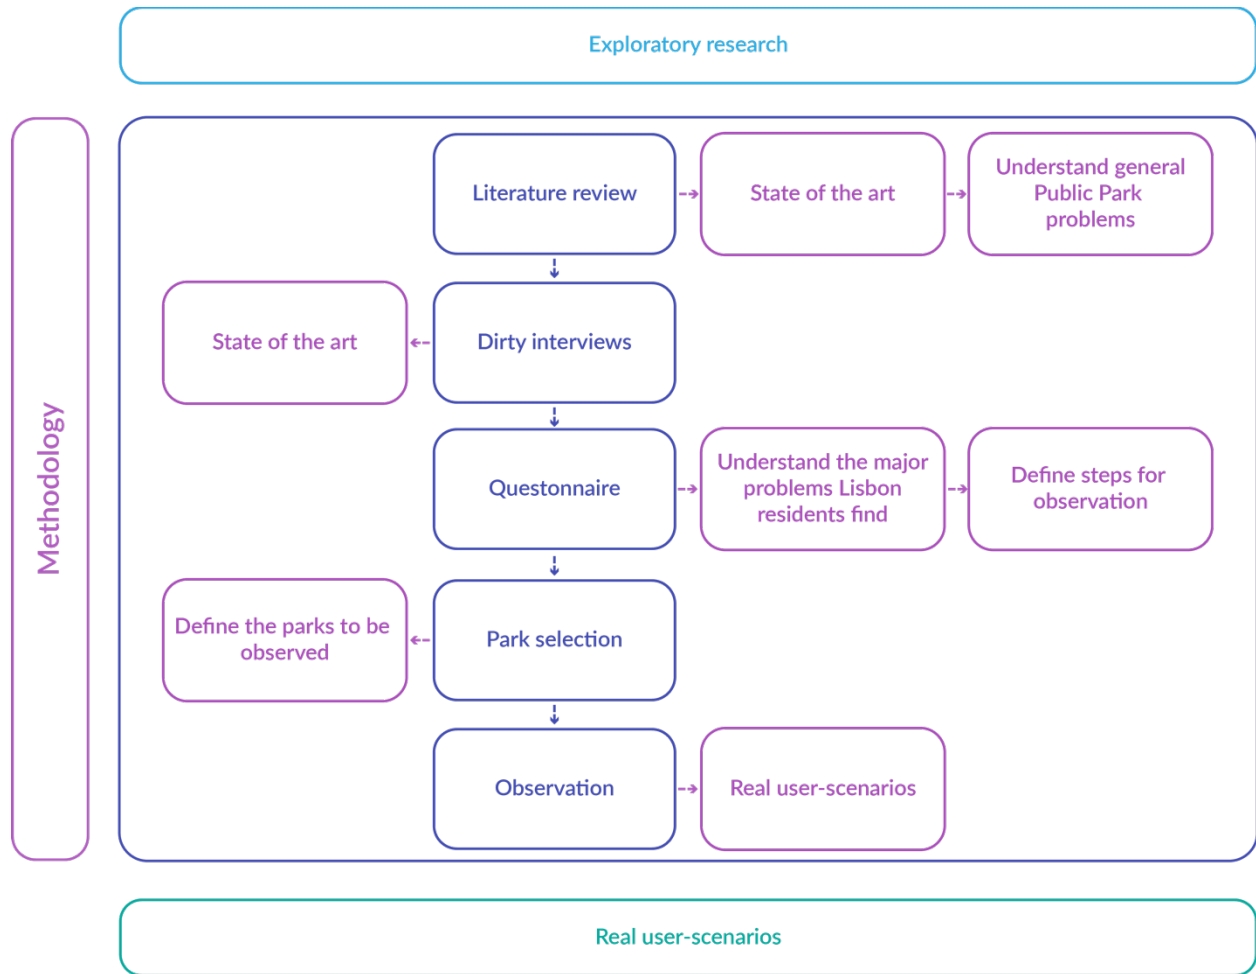 Exploratory research
Methodology
Literature review
State of the art
Understand general
Public Park
problems
State of the art
Dirty interviews
Questonnaire
Understand the major
problems Lisbon
residents find
Define steps for
observation
Define the parks to be
observed
Park selection
Observation
Real user-scenarios
Real user-scenarios